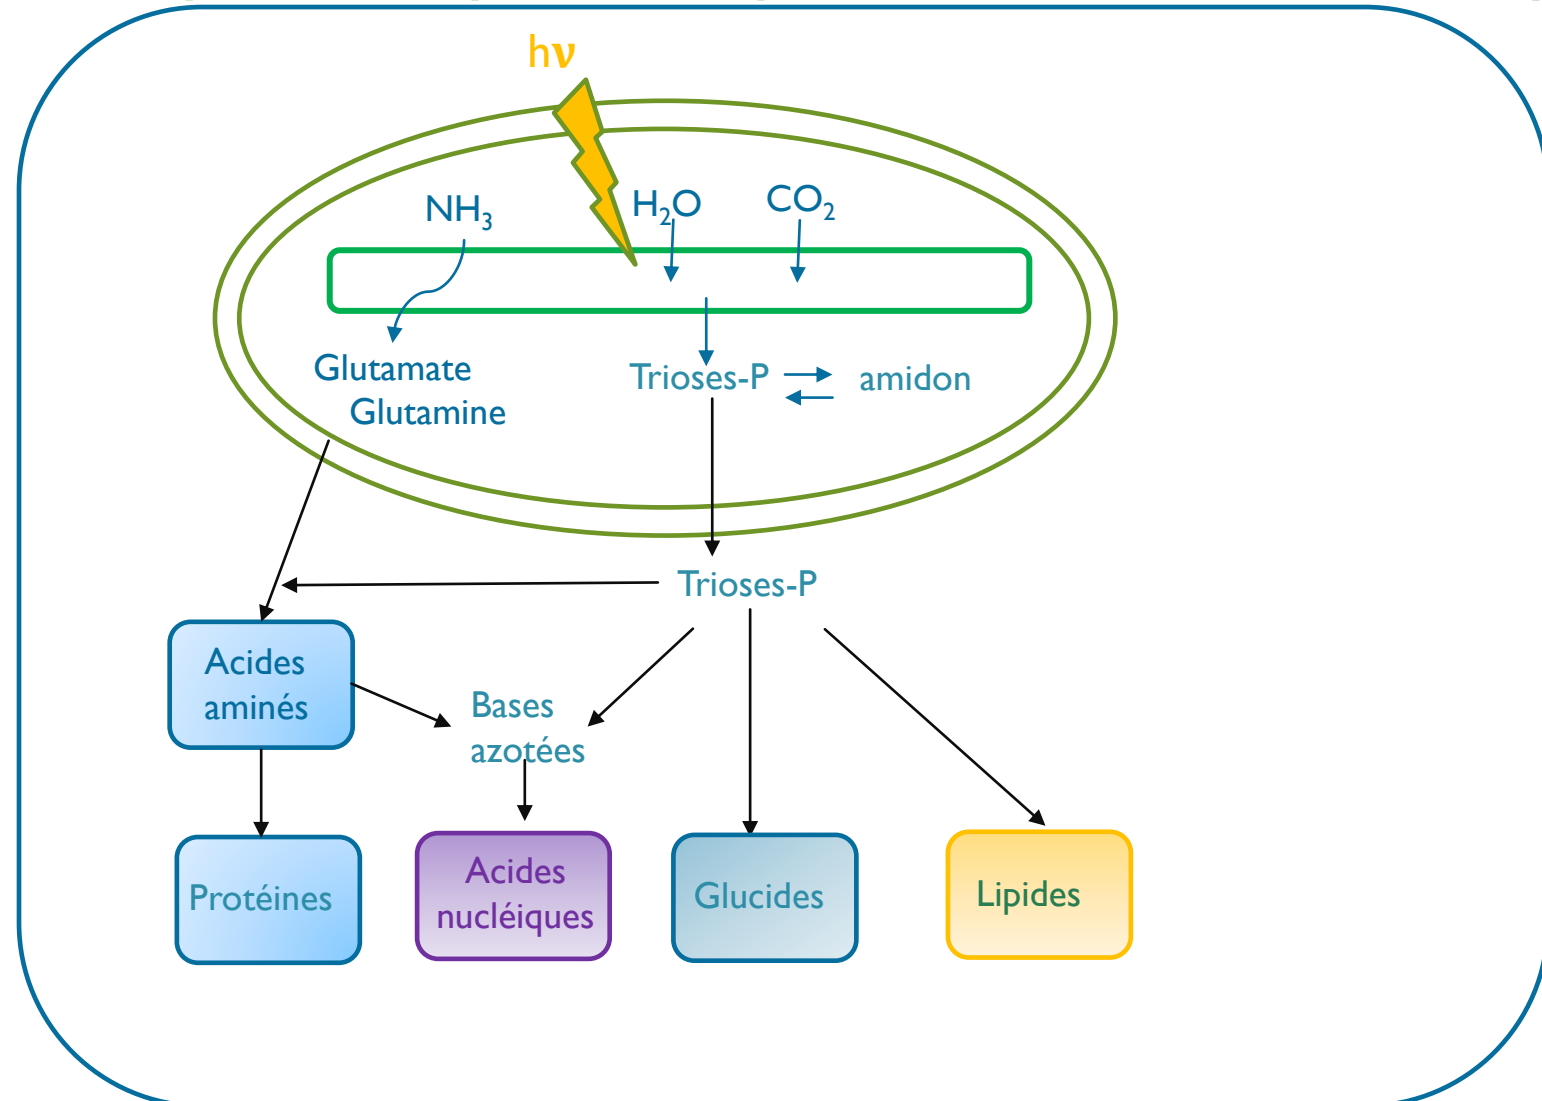 hν
NH₃
H₂O
CO₂
Glutamate
Glutamine
Trioses-P
amidon
Trioses-P
Acides
aminés
Bases
azotées
Protéines
Acides
nucléiques
Glucides
Lipides